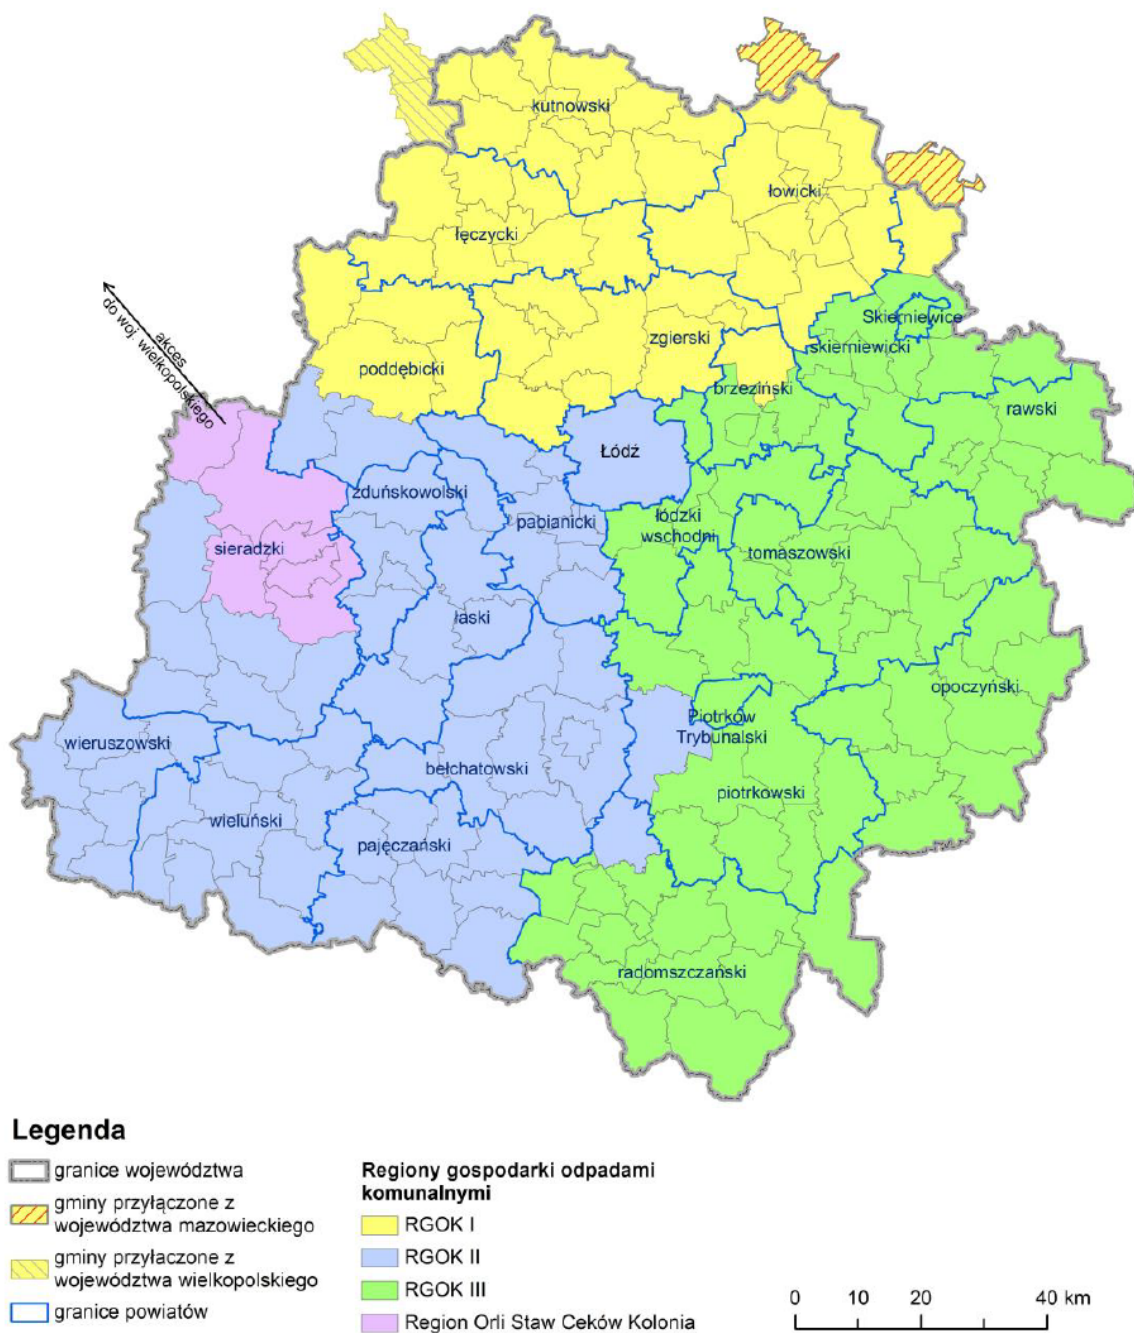 kutnowski
łowicki
łęczycki
akces
do woj. wielkopolskiego
Skierniewice
zgierski
skierniewicki
poddębicki
brzeziński
rawski
Łódź
zduńskowolski
pabianicki
łódzki
wschodni
sieradzki
tomaszowski
łaski
opoczyński
Piotrków
Trybunalski
wieruszowski
bełchatowski
piotrkowski
wieluński
pajęczański
radomszczański
Legenda
granice województwa
gminy przyłączone z
województwa mazowieckiego
gminy przyłaczone z
województwa wielkopolskiego
granice powiatów
Regiony gospodarki odpadami
komunalnymi
RGOK I
RGOK II
RGOK III
Region Orli Staw Ceków Kolonia
0 10 20 40 km